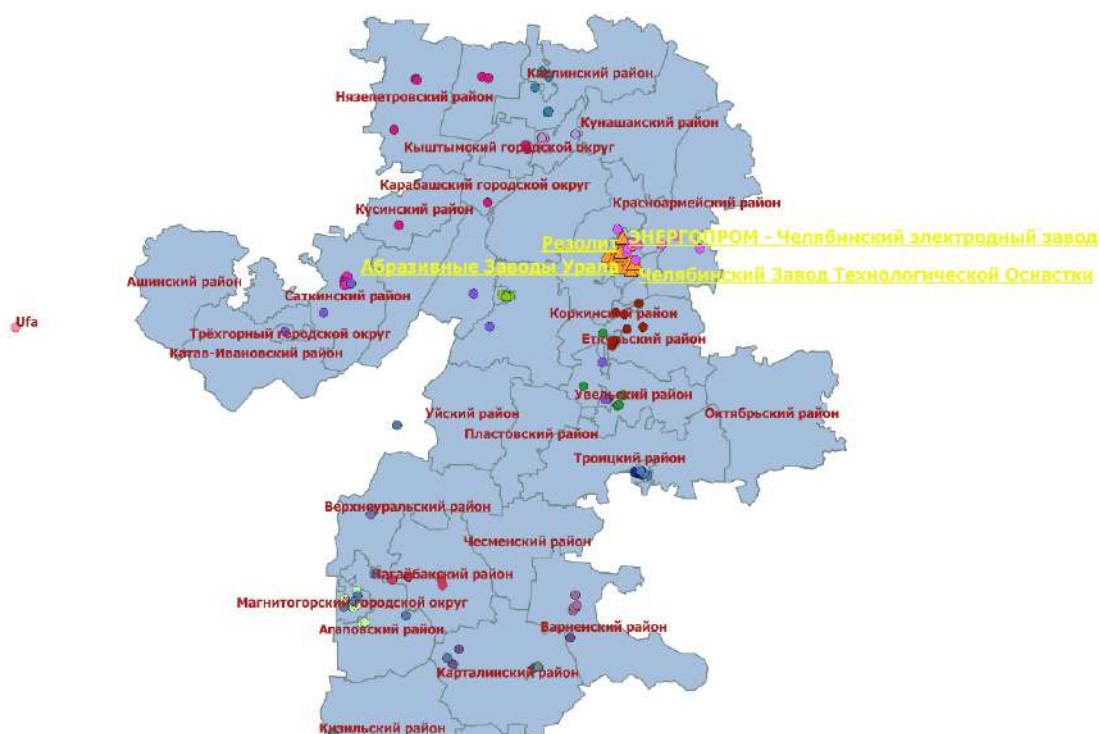 Каслинский район
Нязепетровский район
Кунашакский район
Кыштымский городской округ
Карабашский городской округ
Красноармейский район
Кусинский район
Резолит
ЭНЕРГОПРОМ - Челябинский электродный завод
Абразивные Заводы Урала
Челябинский Завод Технологической Оснастки
Ашинский район
Саткинский район
Коркинский район
Ufa
Трёхгорный городской округ
Еткульский район
Катав-Ивановский район
Увельский район
Уйский район
Октябрьский район
Пластовский район
Троицкий район
Верхнеуральский район
Чесменский район
Нагайбакский район
Магнитогорский городской округ
Агаповский район
Варненский район
Карталинский район
Кизильский район